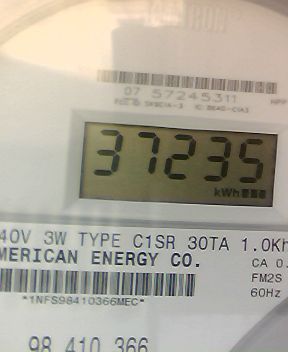 07 57245311
37235
kWh
40V 3W TYPE C1SR 30TA 1.0Kh
MERICAN ENERGY CO.
CA 0.
FM2S
60Hz
*1NFS98410366MEC*
98 410 366